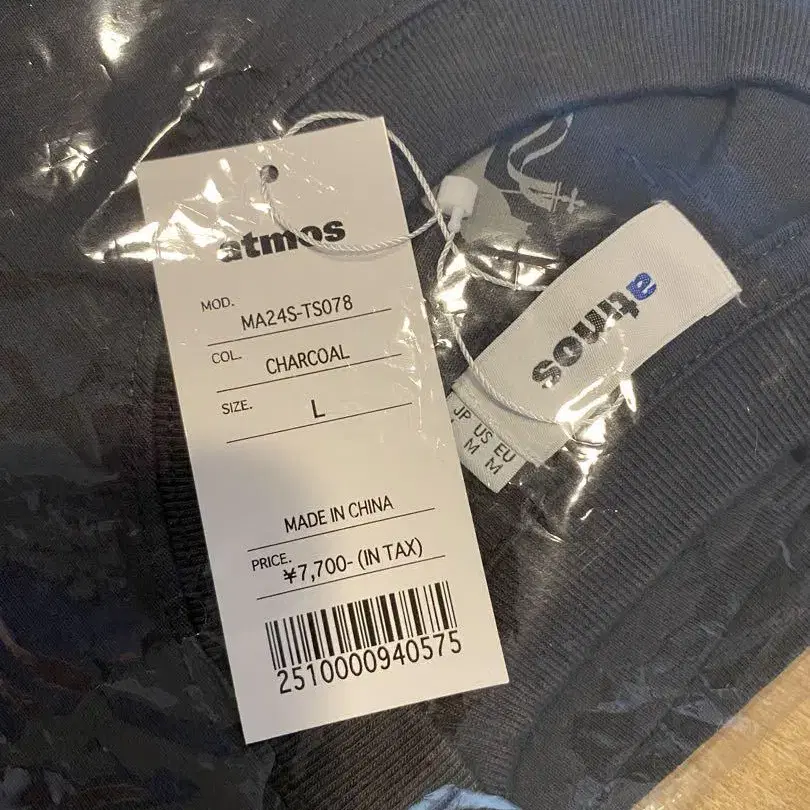 atmos
MOD.
MA24S-TS078
COL.
CHARCOAL
SIZE.
L
MADE IN CHINA
PRICE.
¥7,700- (IN TAX)
2510000940575
atmos
JP US EU
M M